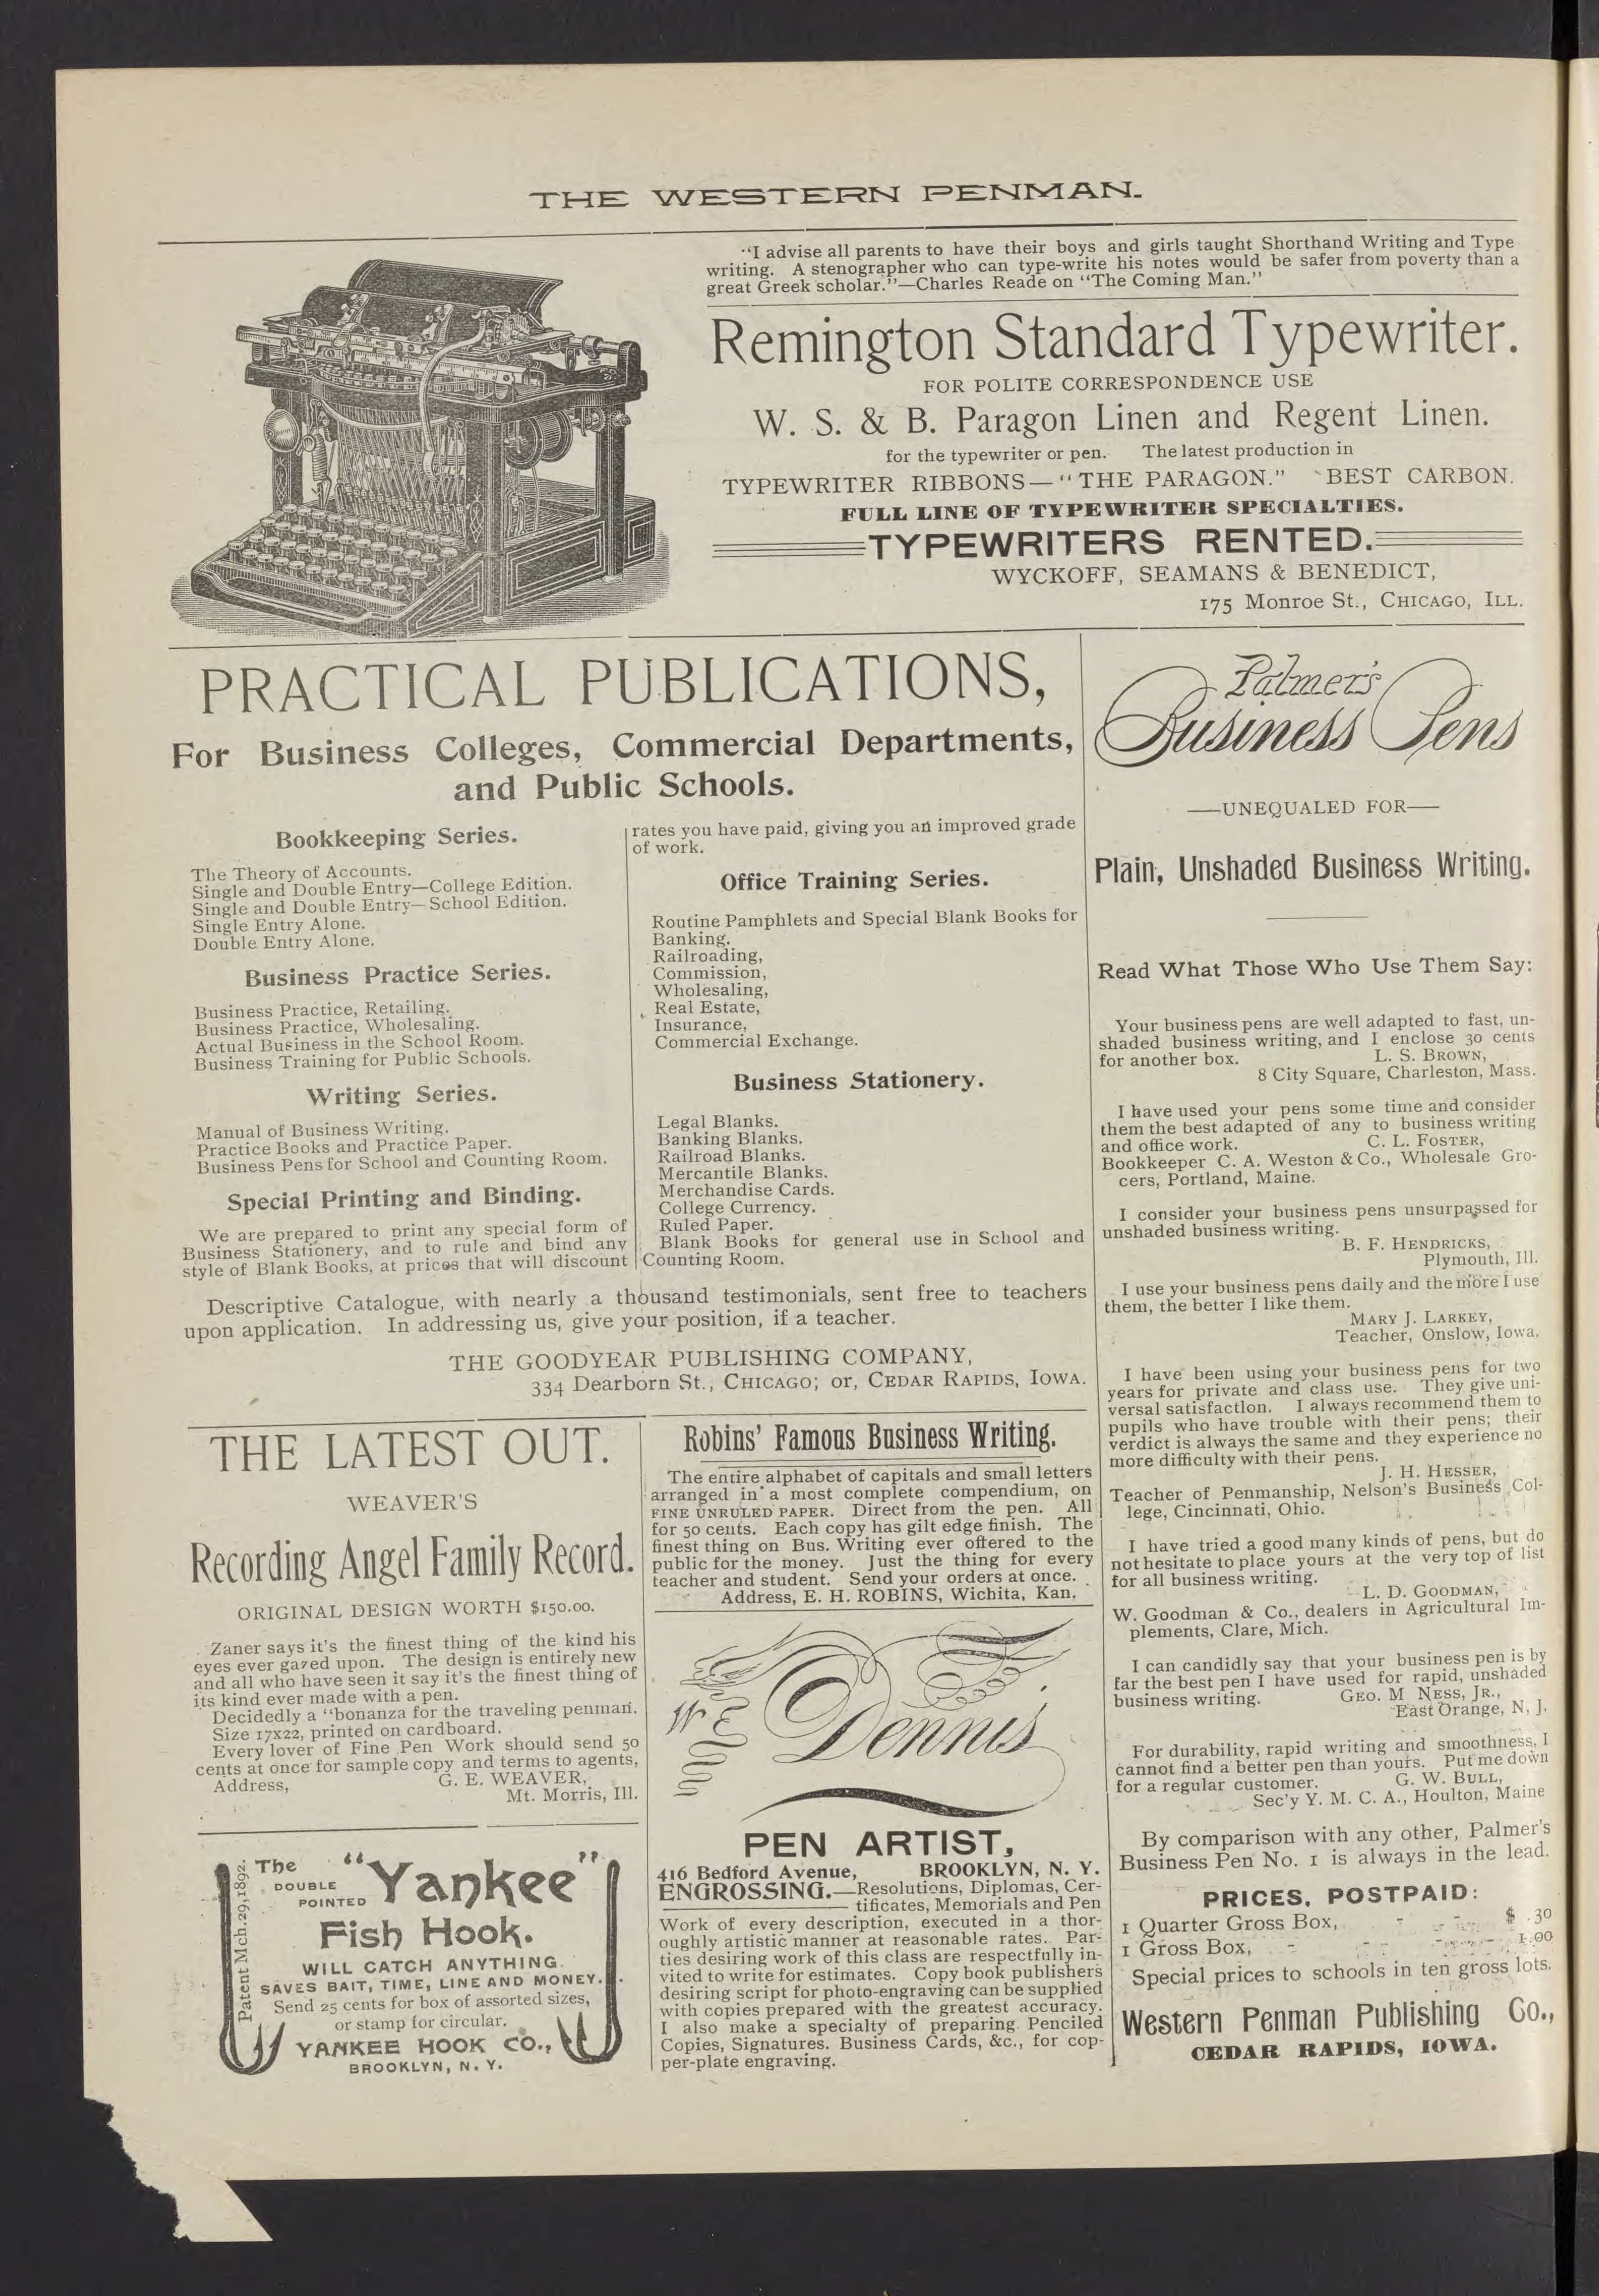 THE WESTERN PENMAN.
"I advise all parents to have their boys and girls taught Shorthand Writing and Type
writing. A stenographer who can type-write his notes would be safer from poverty than a
great Greek scholar."—Charles Reade on "The Coming Man."
Remington Standard Typewriter.
FOR POLITE CORRESPONDENCE USE
W. S. & B. Paragon Linen and Regent Linen.
for the typewriter or pen. The latest production in
TYPEWRITER RIBBONS—"THE PARAGON." BEST CARBON.
FULL LINE OF TYPEWRITER SPECIALTIES.
TYPEWRITERS RENTED.
WYCKOFF, SEAMANS & BENEDICT,
175 Monroe St., CHICAGO, ILL.
PRACTICAL PUBLICATIONS,
For Business Colleges, Commercial Departments,
and Public Schools.
Bookkeeping Series.
The Theory of Accounts.
Single and Double Entry—College Edition.
Single and Double Entry—School Edition.
Single Entry Alone.
Double Entry Alone.
Business Practice Series.
Business Practice, Retailing.
Business Practice, Wholesaling.
Actual Business in the School Room.
Business Training for Public Schools.
Writing Series.
Manual of Business Writing.
Practice Books and Practice Paper.
Business Pens for School and Counting Room.
Special Printing and Binding.
We are prepared to print any special form of
Business Stationery, and to rule and bind any
style of Blank Books, at prices that will discount
rates you have paid, giving you an improved grade
of work.
Office Training Series.
Routine Pamphlets and Special Blank Books for
Banking.
Railroading,
Commission,
Wholesaling,
Real Estate,
Insurance,
Commercial Exchange.
Business Stationery.
Legal Blanks.
Banking Blanks.
Railroad Blanks.
Mercantile Blanks.
Merchandise Cards.
College Currency.
Ruled Paper.
Blank Books for general use in School and
Counting Room.
Descriptive Catalogue, with nearly a thousand testimonials, sent free to teachers
upon application. In addressing us, give your position, if a teacher.
THE GOODYEAR PUBLISHING COMPANY,
334 Dearborn St., CHICAGO; or, CEDAR RAPIDS, IOWA.
THE LATEST OUT.
WEAVER'S
Recording Angel Family Record.
ORIGINAL DESIGN WORTH $150.00.
Zaner says it's the finest thing of the kind his
eyes ever gazed upon. The design is entirely new
and all who have seen it say it's the finest thing of
its kind ever made with a pen.
Decidedly a "bonanza for the traveling penman.
Size 17x22, printed on cardboard.
Every lover of Fine Pen Work should send 50
cents at once for sample copy and terms to agents,
Address, G. E. WEAVER,
Mt. Morris, Ill.
Patent Mch. 29, 1892.
The "Yankee"
DOUBLE
POINTED
Fish Hook.
WILL CATCH ANYTHING.
SAVES BAIT, TIME, LINE AND MONEY.
Send 25 cents for box of assorted sizes,
or stamp for circular.
YANKEE HOOK CO.,
BROOKLYN, N. Y.
Robins' Famous Business Writing.
The entire alphabet of capitals and small letters
arranged in a most complete compendium, on
FINE UNRULED PAPER. Direct from the pen. All
for 50 cents. Each copy has gilt edge finish. The
finest thing on Bus. Writing ever offered to the
public for the money. Just the thing for every
teacher and student. Send your orders at once.
Address, E. H. ROBINS, Wichita, Kan.
W E Dennis
PEN ARTIST,
416 Bedford Avenue, BROOKLYN, N. Y.
ENGROSSING.—Resolutions, Diplomas, Cer-
tificates, Memorials and Pen
Work of every description, executed in a thor-
oughly artistic manner at reasonable rates. Par-
ties desiring work of this class are respectfully in-
vited to write for estimates. Copy book publishers
desiring script for photo-engraving can be supplied
with copies prepared with the greatest accuracy.
I also make a specialty of preparing Penciled
Copies, Signatures. Business Cards, &c., for cop-
per-plate engraving.
Palmer's
Business Pens
—UNEQUALED FOR—
Plain, Unshaded Business Writing.
Read What Those Who Use Them Say:
Your business pens are well adapted to fast, un-
shaded business writing, and I enclose 30 cents
for another box. L. S. BROWN,
8 City Square, Charleston, Mass.
I have used your pens some time and consider
them the best adapted of any to business writing
and office work. C. L. FOSTER,
Bookkeeper C. A. Weston & Co., Wholesale Gro-
cers, Portland, Maine.
I consider your business pens unsurpassed for
unshaded business writing.
B. F. HENDRICKS,
Plymouth, Ill.
I use your business pens daily and the more I use
them, the better I like them.
MARY J. LARKEY,
Teacher, Onslow, Iowa.
I have been using your business pens for two
years for private and class use. They give uni-
versal satisfaction. I always recommend them to
pupils who have trouble with their pens; their
verdict is always the same and they experience no
more difficulty with their pens.
J. H. HESSER,
Teacher of Penmanship, Nelson's Business Col-
lege, Cincinnati, Ohio.
I have tried a good many kinds of pens, but do
not hesitate to place yours at the very top of list
for all business writing.
L. D. GOODMAN,
W. Goodman & Co., dealers in Agricultural Im-
plements, Clare, Mich.
I can candidly say that your business pen is by
far the best pen I have used for rapid, unshaded
business writing. GEO. M NESS, JR.,
East Orange, N. J.
For durability, rapid writing and smoothness, I
cannot find a better pen than yours. Put me down
for a regular customer. G. W. BULL,
Sec'y Y. M. C. A., Houlton, Maine
By comparison with any other, Palmer's
Business Pen No. 1 is always in the lead.
PRICES, POSTPAID:
1 Quarter Gross Box, - - $ .30
1 Gross Box, - - - 1.00
Special prices to schools in ten gross lots.
Western Penman Publishing Co.,
CEDAR RAPIDS, IOWA.